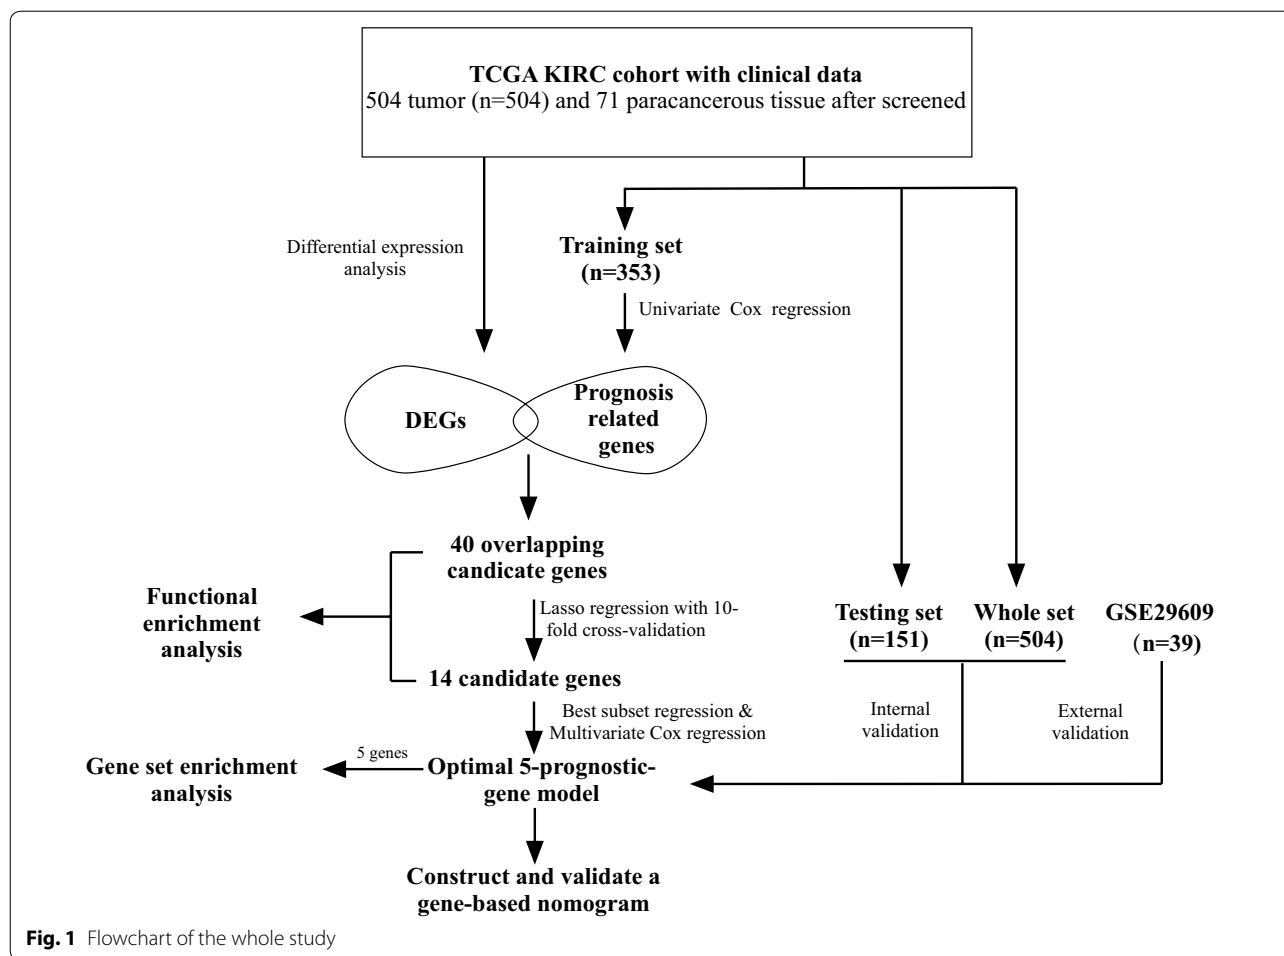 TCGA KIRC cohort with clinical data
504 tumor (n=504) and 71 paracancerous tissue after screened
Differential expression
analysis
Training set
(n=353)
Univariate Cox regression
DEGs
Prognosis
related
genes
40 overlapping
candicate genes
Functional
enrichment
analysis
Lasso regression with 10-
fold cross-validation
14 candidate genes
Testing set
(n=151)
Whole set
(n=504)
GSE29609
(n=39)
Best subset regression &
Multivariate Cox regression
Internal
validation
External
validation
Gene set enrichment
analysis
5 genes
Optimal 5-prognostic-
gene model
Construct and validate a
gene-based nomogram
Fig. 1 Flowchart of the whole study